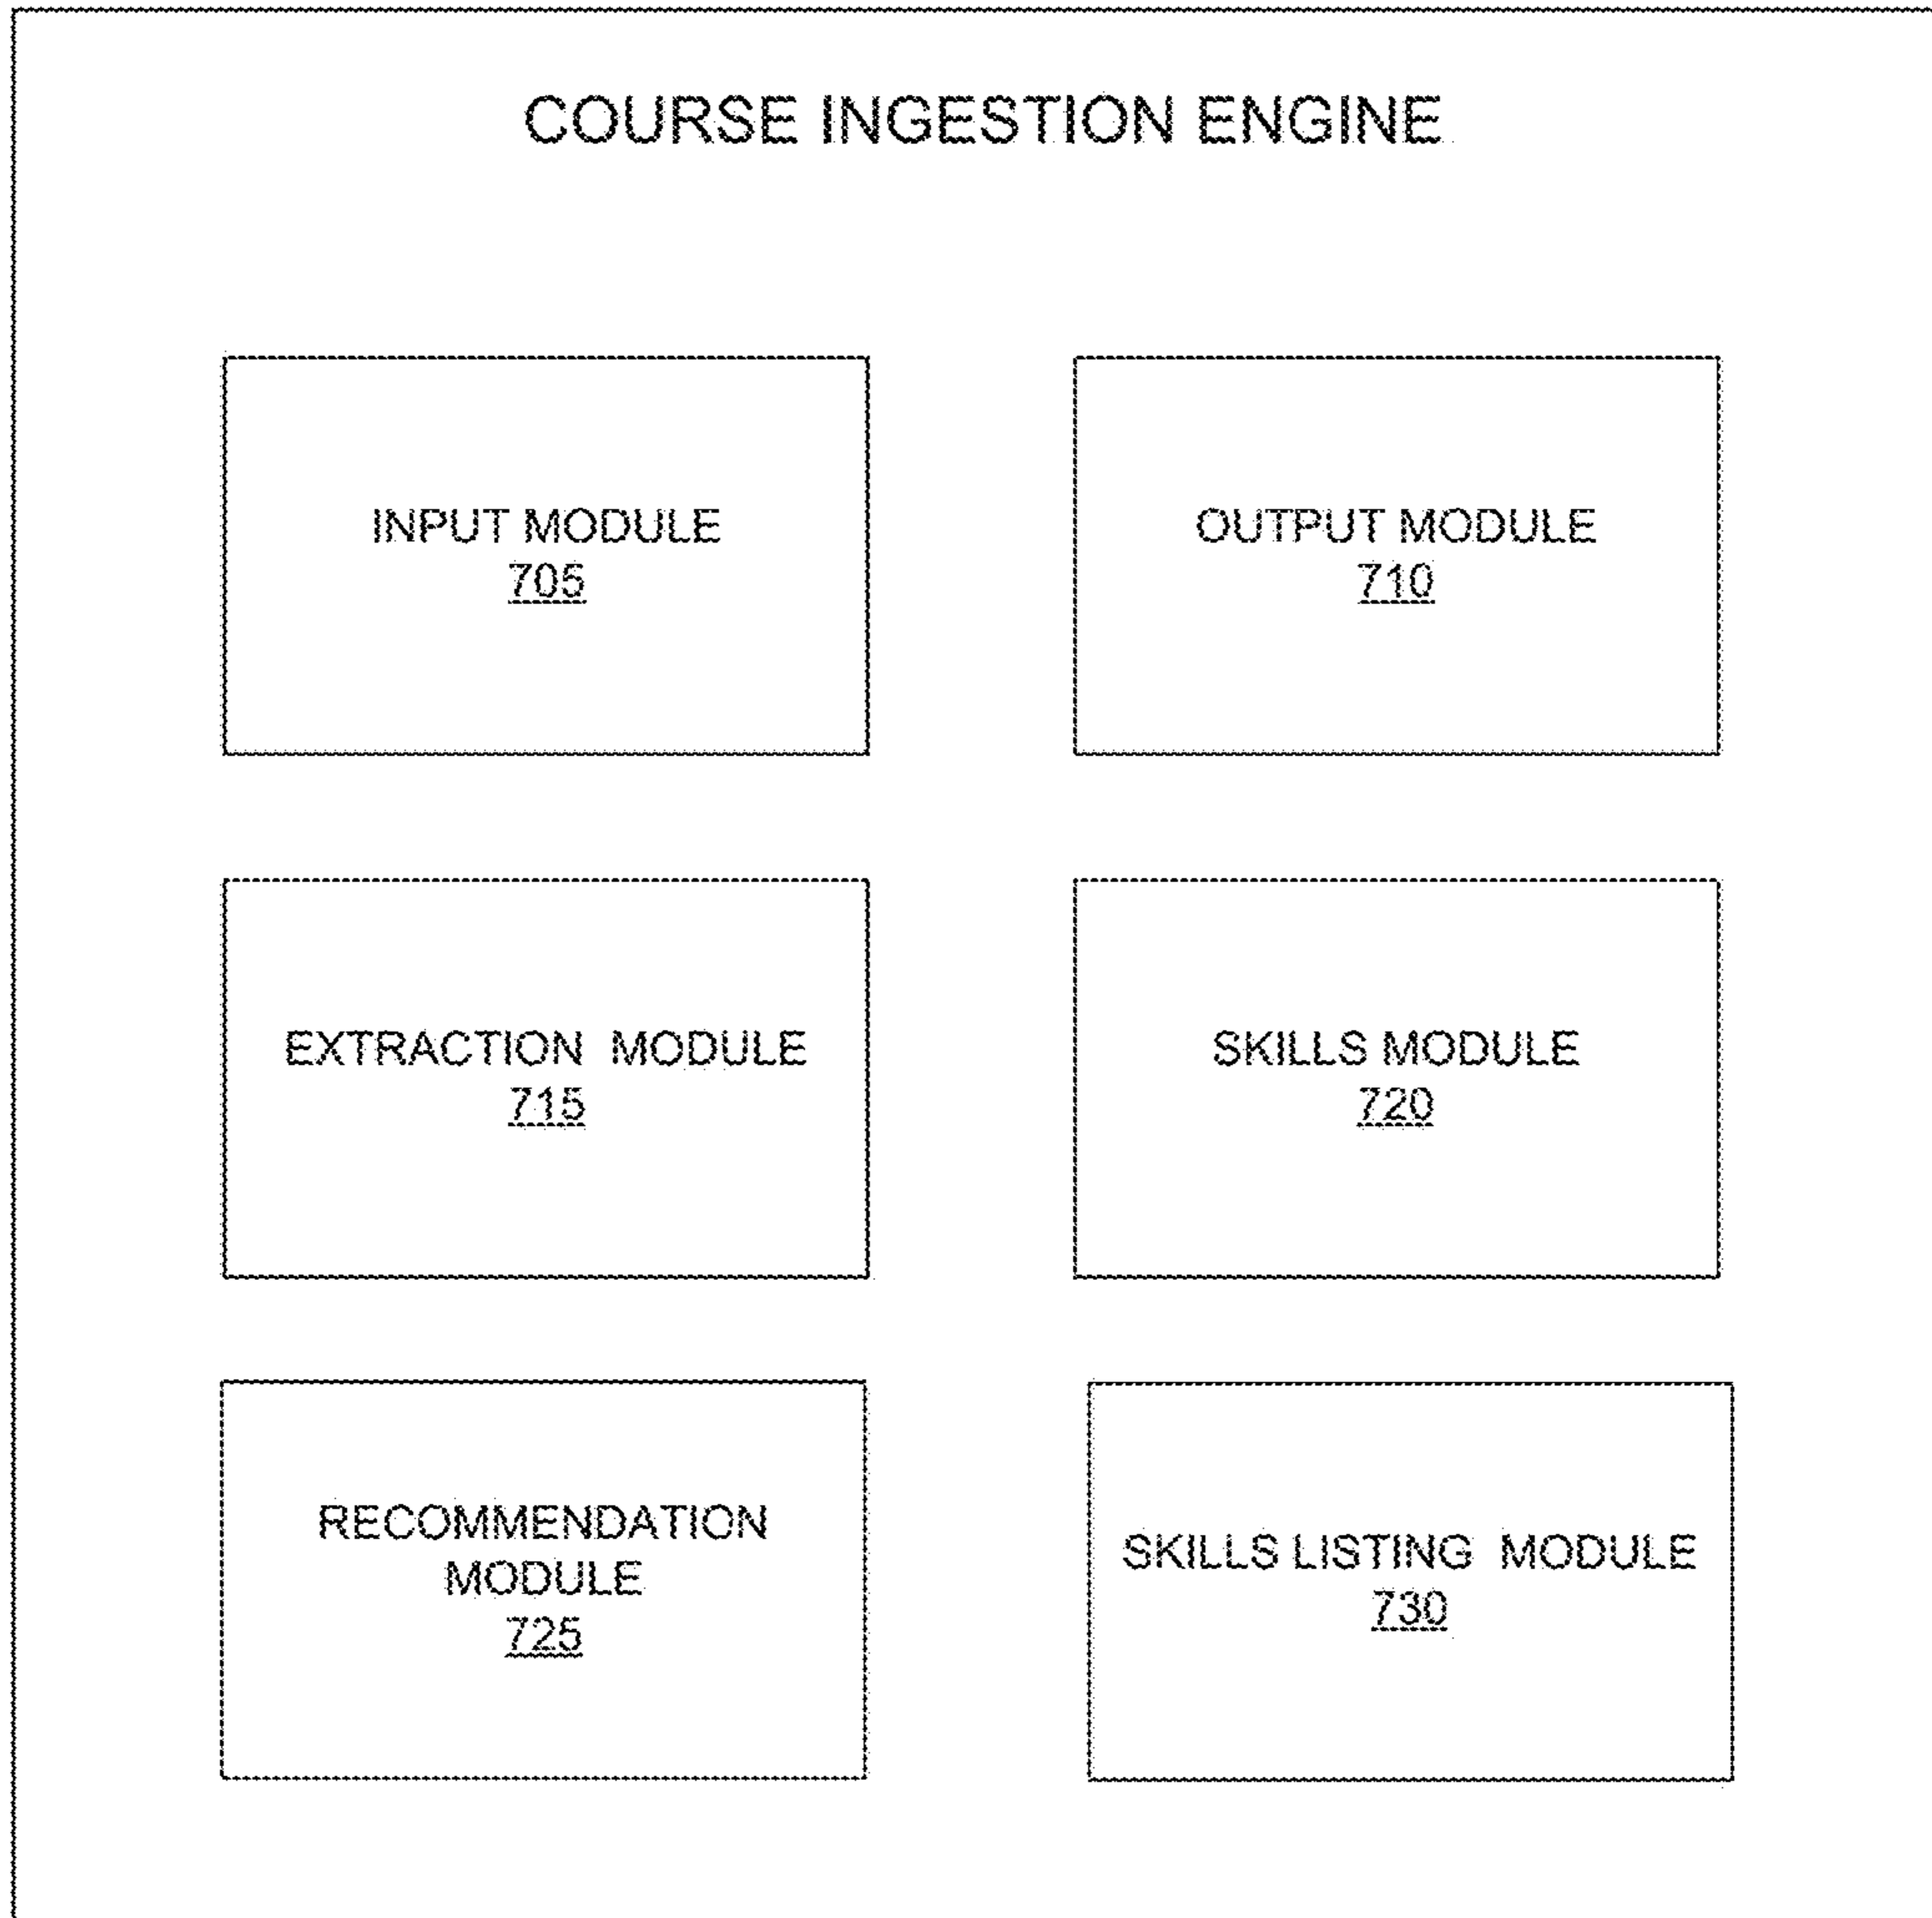 COURSE INGESTION ENGINE
INPUT MODULE
705
OUTPUT MODULE
710
EXTRACTION MODULE
715
SKILLS MODULE
720
RECOMMENDATION
MODULE
725
SKILLS LISTING MODULE
730